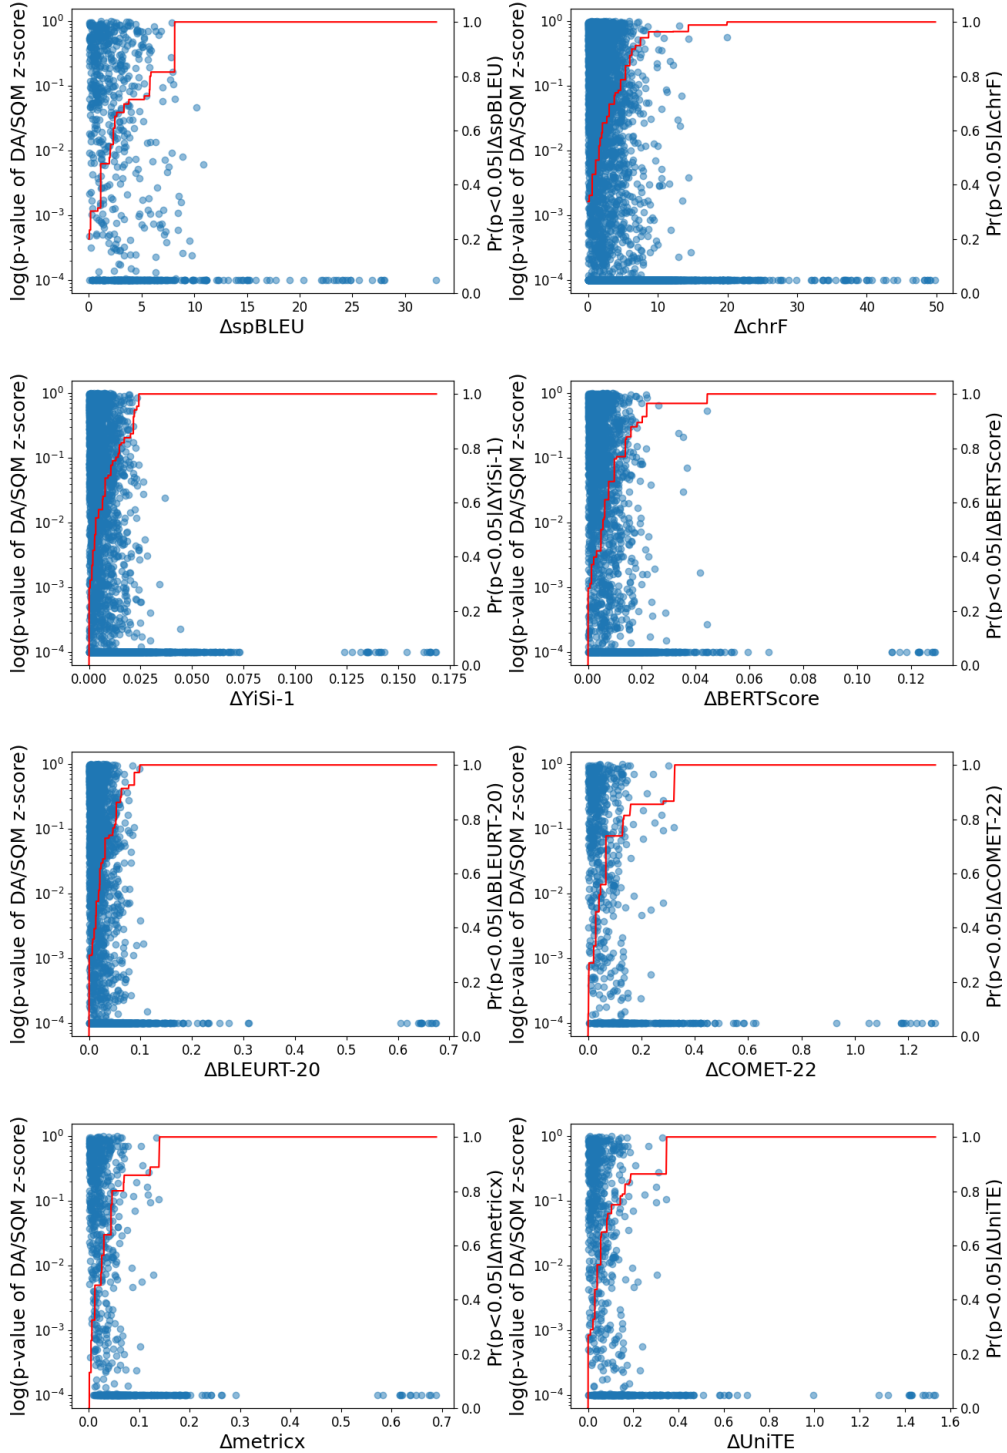 log(p-value of DA/SQM z-score)
10⁰
10⁻¹
10⁻²
10⁻³
10⁻⁴
0 5 10 15 20 25 30
ΔspBLEU
1.0
0.8
0.6
0.4
0.2
0.0
Pr(p<0.05|ΔspBLEU)
log(p-value of DA/SQM z-score)
10⁰
10⁻¹
10⁻²
10⁻³
10⁻⁴
0 10 20 30 40 50
ΔchrF
1.0
0.8
0.6
0.4
0.2
0.0
Pr(p<0.05|ΔchrF)
log(p-value of DA/SQM z-score)
10⁰
10⁻¹
10⁻²
10⁻³
10⁻⁴
0.000 0.025 0.050 0.075 0.100 0.125 0.150 0.175
ΔYiSi-1
1.0
0.8
0.6
0.4
0.2
0.0
Pr(p<0.05|ΔYiSi-1)
log(p-value of DA/SQM z-score)
10⁰
10⁻¹
10⁻²
10⁻³
10⁻⁴
0.00 0.02 0.04 0.06 0.08 0.10 0.12
ΔBERTScore
1.0
0.8
0.6
0.4
0.2
0.0
Pr(p<0.05|ΔBERTScore)
log(p-value of DA/SQM z-score)
10⁰
10⁻¹
10⁻²
10⁻³
10⁻⁴
0.0 0.1 0.2 0.3 0.4 0.5 0.6 0.7
ΔBLEURT-20
1.0
0.8
0.6
0.4
0.2
0.0
Pr(p<0.05|ΔBLEURT-20)
log(p-value of DA/SQM z-score)
10⁰
10⁻¹
10⁻²
10⁻³
10⁻⁴
0.0 0.2 0.4 0.6 0.8 1.0 1.2
ΔCOMET-22
1.0
0.8
0.6
0.4
0.2
0.0
Pr(p<0.05|ΔCOMET-22)
log(p-value of DA/SQM z-score)
10⁰
10⁻¹
10⁻²
10⁻³
10⁻⁴
0.0 0.1 0.2 0.3 0.4 0.5 0.6 0.7
Δmetricx
1.0
0.8
0.6
0.4
0.2
0.0
Pr(p<0.05|Δmetricx)
log(p-value of DA/SQM z-score)
10⁰
10⁻¹
10⁻²
10⁻³
10⁻⁴
0.0 0.2 0.4 0.6 0.8 1.0 1.2 1.4 1.6
ΔUniTE
1.0
0.8
0.6
0.4
0.2
0.0
Pr(p<0.05|ΔUniTE)